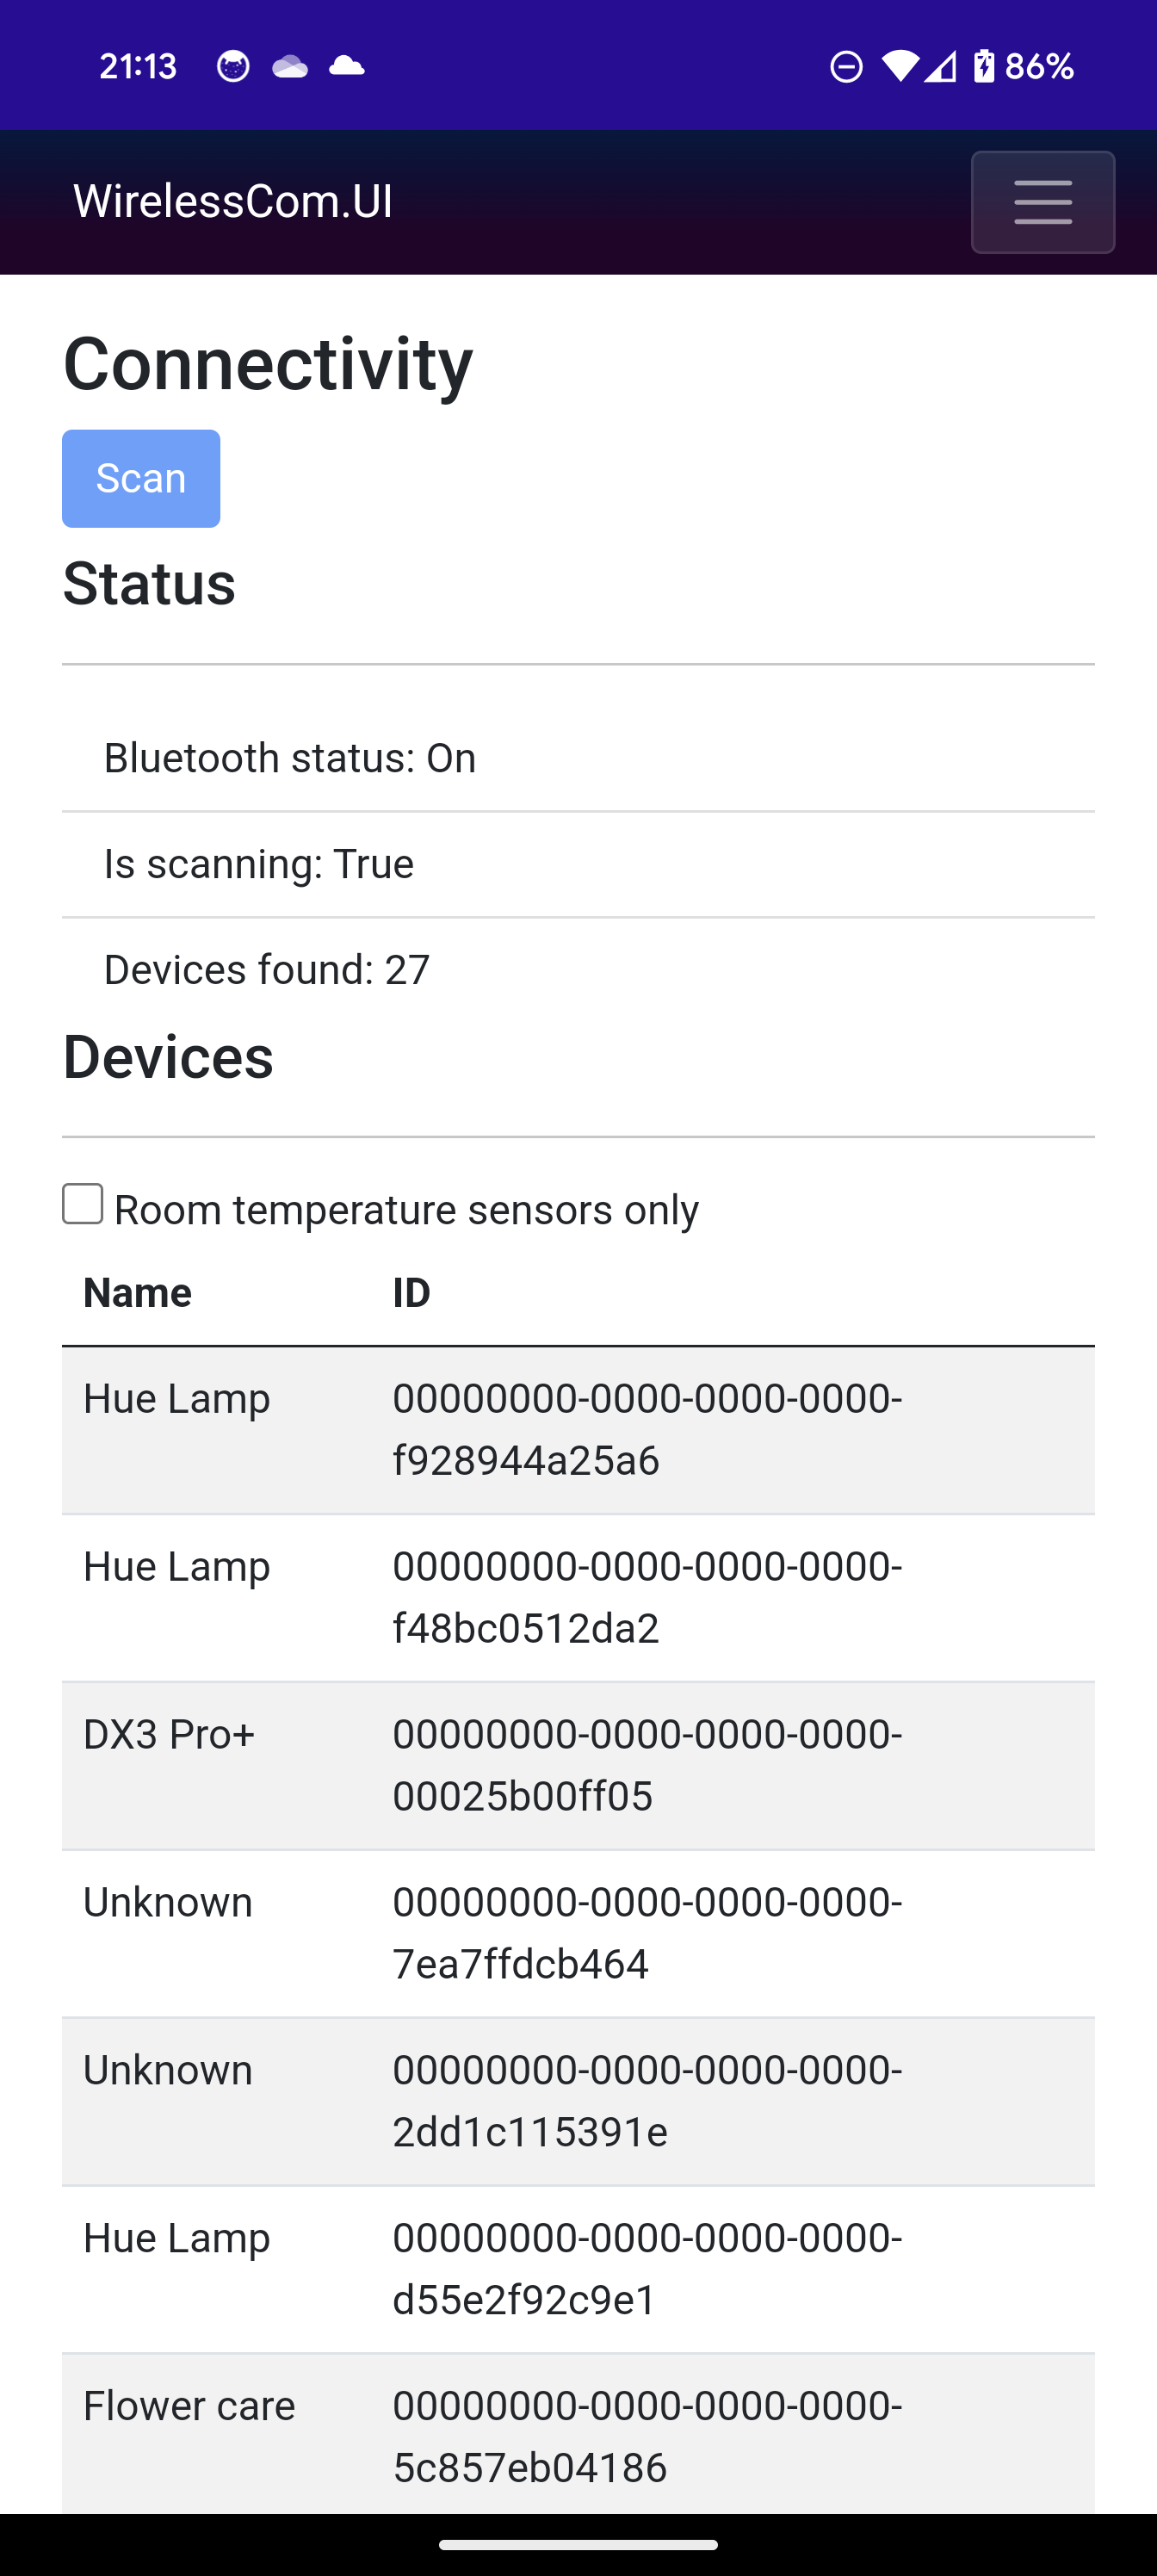 21:13 86%
WirelessCom.UI
Connectivity
Scan
Status
Bluetooth status: On
Is scanning: True
Devices found: 27
Devices
Room temperature sensors only
Name ID
Hue Lamp 00000000-0000-0000-0000-
f928944a25a6
Hue Lamp 00000000-0000-0000-0000-
f48bc0512da2
DX3 Pro+ 00000000-0000-0000-0000-
00025b00ff05
Unknown 00000000-0000-0000-0000-
7ea7ffdcb464
Unknown 00000000-0000-0000-0000-
2dd1c115391e
Hue Lamp 00000000-0000-0000-0000-
d55e2f92c9e1
Flower care 00000000-0000-0000-0000-
5c857eb04186